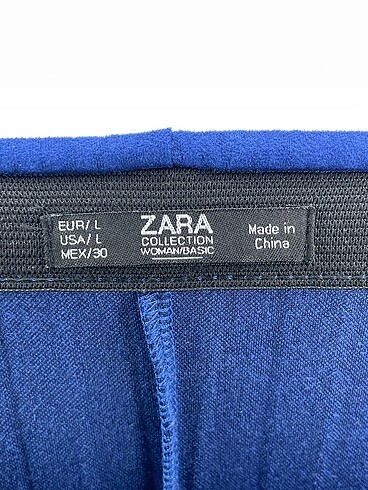 EUR/ L
USA/ L
MEX/30
ZARA
COLLECTION
WOMAN/BASIC
Made in
China